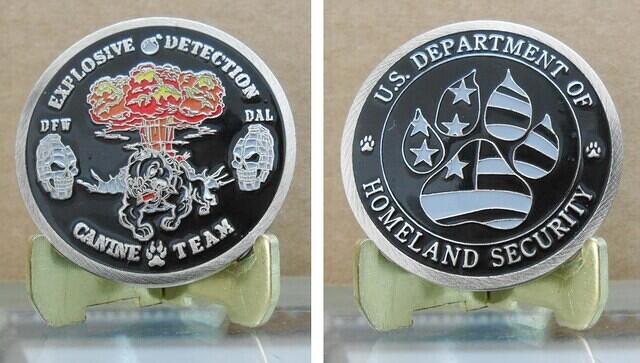 EXPLOSIVE DETECTION
DFW
DAL
CANINE TEAM
U.S. DEPARTMENT OF
HOMELAND SECURITY